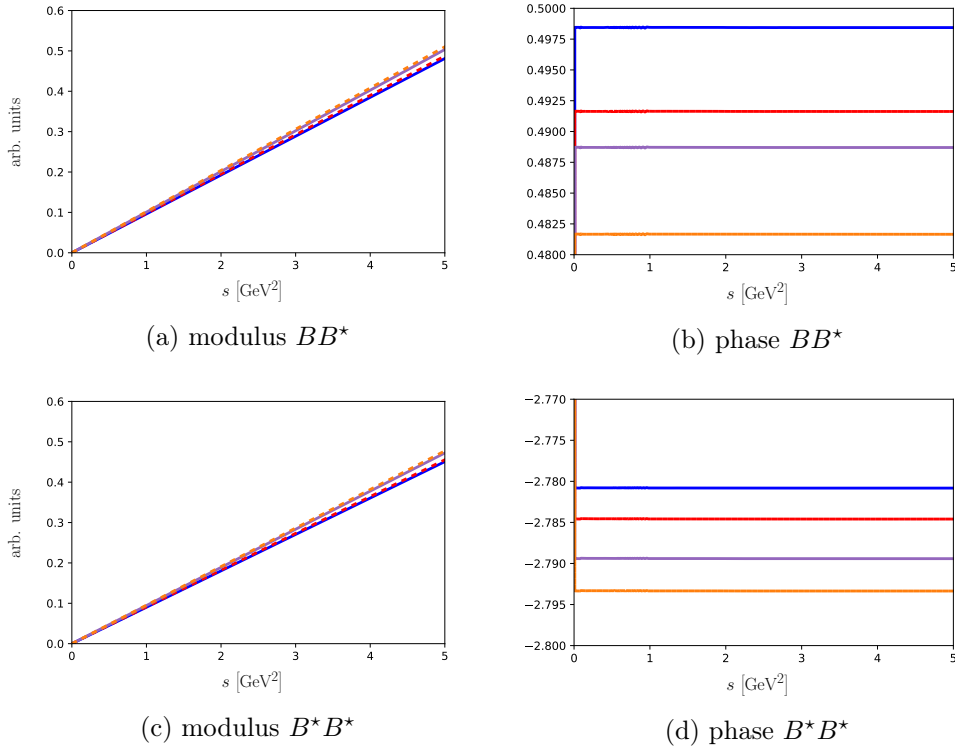 0.6
0.5
0.4
0.3
0.2
0.1
0.0
arb. units
0 1 2 3 4 5
s [GeV²]
(a) modulus BB⋆
0.5000
0.4975
0.4950
0.4925
0.4900
0.4875
0.4850
0.4825
0.4800
0 1 2 3 4 5
s [GeV²]
(b) phase BB⋆
0.6
0.5
0.4
0.3
0.2
0.1
0.0
arb. units
0 1 2 3 4 5
s [GeV²]
(c) modulus B⋆B⋆
−2.770
−2.775
−2.780
−2.785
−2.790
−2.795
−2.800
0 1 2 3 4 5
s [GeV²]
(d) phase B⋆B⋆